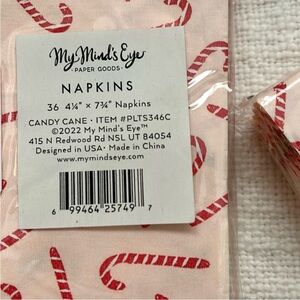 My Mind's Eye
• PAPER GOODS •
NAPKINS
36 4¼" × 7¾" Napkins
CANDY CANE • ITEM #PLTS346C
©2022 My Mind's Eye™
415 N Redwood Rd NSL UT 84054
Designed in USA • Made in China
www.mymindseye.com
6 99464 25749 7